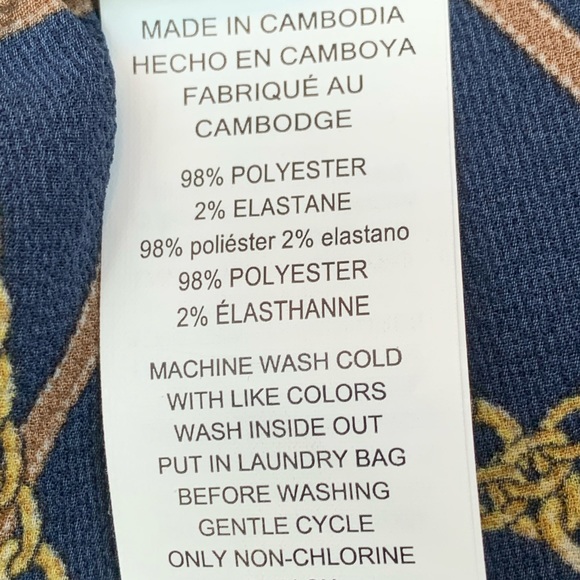 MADE IN CAMBODIA
HECHO EN CAMBOYA
FABRIQUÉ AU
CAMBODGE
98% POLYESTER
2% ELASTANE
98% poliéster 2% elastano
98% POLYESTER
2% ÉLASTHANNE
MACHINE WASH COLD
WITH LIKE COLORS
WASH INSIDE OUT
PUT IN LAUNDRY BAG
BEFORE WASHING
GENTLE CYCLE
ONLY NON-CHLORINE